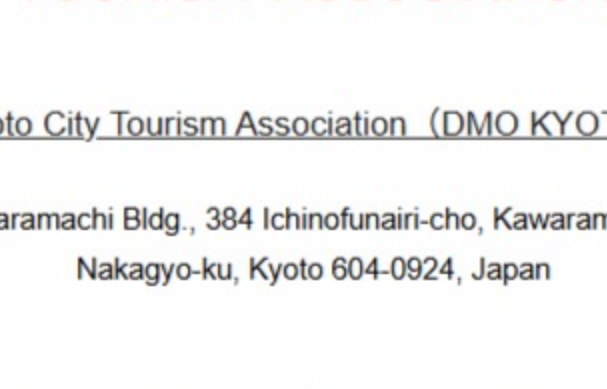 oto City Tourism Association（DMO KYOT
aramachi Bldg., 384 Ichinofunairi-cho, Kawaram
Nakagyo-ku, Kyoto 604-0924, Japan